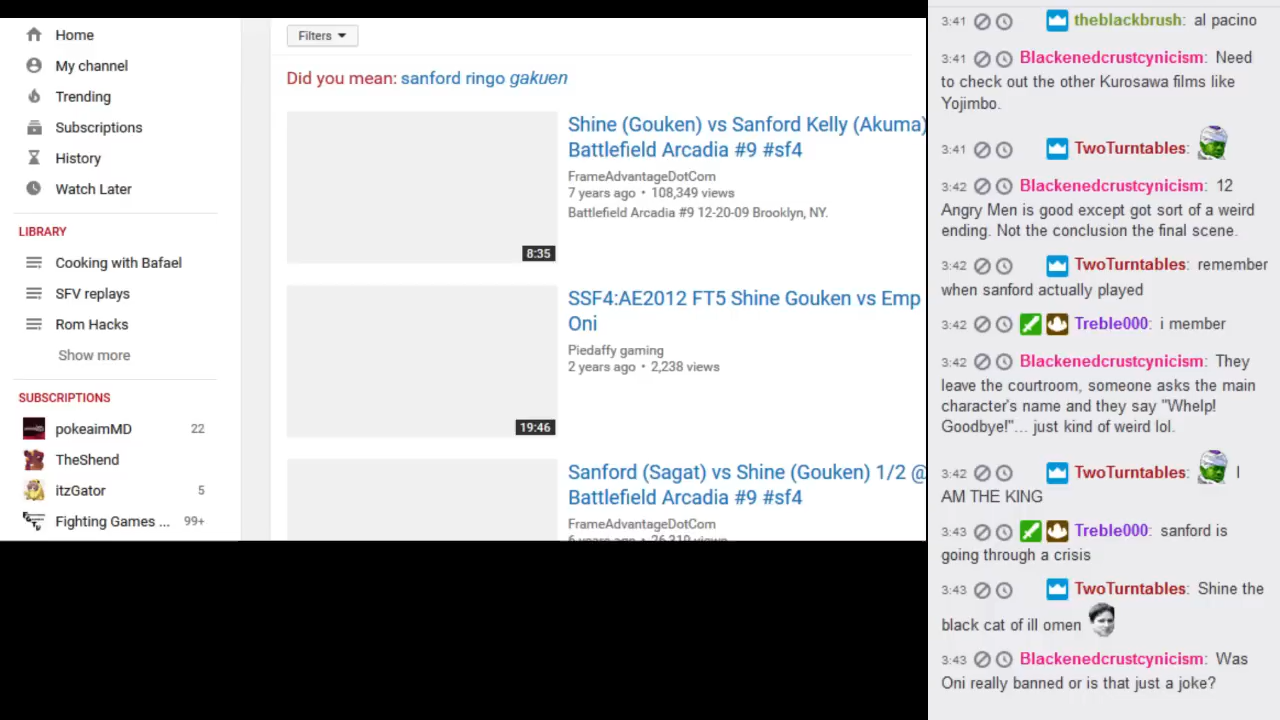 Home
My channel
Trending
Subscriptions
History
Watch Later
LIBRARY
Cooking with Bafael
SFV replays
Rom Hacks
Show more
SUBSCRIPTIONS
pokeaimMD 22
TheShend
itzGator 5
Fighting Games ... 99+
Filters
Did you mean: sanford ringo gakuen
8:35
Shine (Gouken) vs Sanford Kelly (Akuma)
Battlefield Arcadia #9 #sf4
FrameAdvantageDotCom
7 years ago • 108,349 views
Battlefield Arcadia #9 12-20-09 Brooklyn, NY.
19:46
SSF4:AE2012 FT5 Shine Gouken vs Emp
Oni
Piedaffy gaming
2 years ago • 2,238 views
Sanford (Sagat) vs Shine (Gouken) 1/2 @
Battlefield Arcadia #9 #sf4
FrameAdvantageDotCom
6 years ago • 26,319 views
3:41 theblackbrush: al pacino
3:41 Blackenedcrustcynicism: Need
to check out the other Kurosawa films like
Yojimbo.
3:41 TwoTurntables:
3:42 Blackenedcrustcynicism: 12
Angry Men is good except got sort of a weird
ending. Not the conclusion the final scene.
3:42 TwoTurntables: remember
when sanford actually played
3:42 Treble000: i member
3:42 Blackenedcrustcynicism: They
leave the courtroom, someone asks the main
character's name and they say "Whelp!
Goodbye!"... just kind of weird lol.
3:42 TwoTurntables: I
AM THE KING
3:43 Treble000: sanford is
going through a crisis
3:43 TwoTurntables: Shine the
black cat of ill omen
3:43 Blackenedcrustcynicism: Was
Oni really banned or is that just a joke?